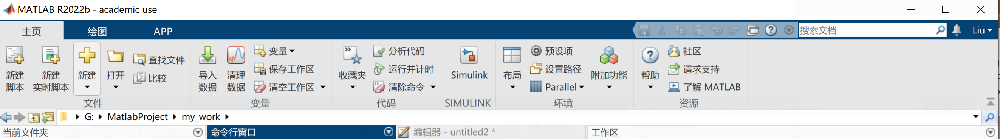 MATLAB R2022b - academic use
主页 绘图 APP 搜索文档 Liu
新建
脚本
新建
实时脚本
新建
打开
查找文件
比较
文件
导入
数据
清理
数据
变量
保存工作区
清空工作区
变量
收藏夹
分析代码
运行并计时
清除命令
代码
Simulink
SIMULINK
布局
预设项
设置路径
Parallel
附加功能
环境
帮助
社区
请求支持
了解 MATLAB
资源
G: MatlabProject my_work
当前文件夹 命令行窗口 编辑器 - untitled2 * 工作区